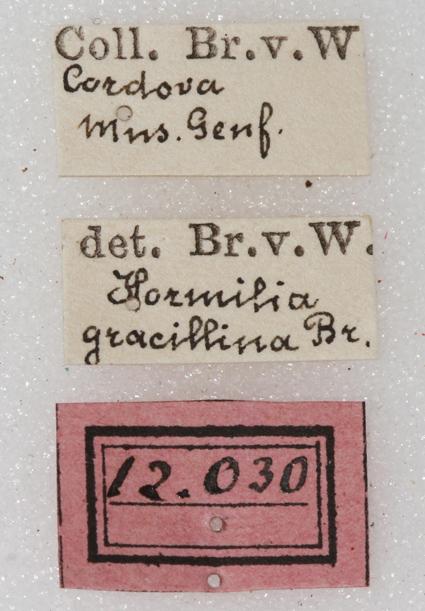 Coll. Br.v.W
Cordova
Mus. Genf.
det. Br.v.W.
Hormilia
gracillina Br.
12.030